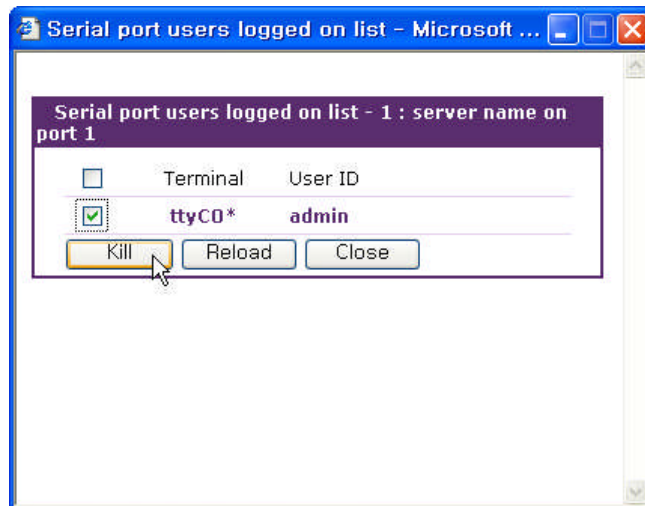 Serial port users logged on list - Microsoft ...
Serial port users logged on list - 1 : server name on
port 1
Terminal User ID
ttyC0* admin
Kill Reload Close